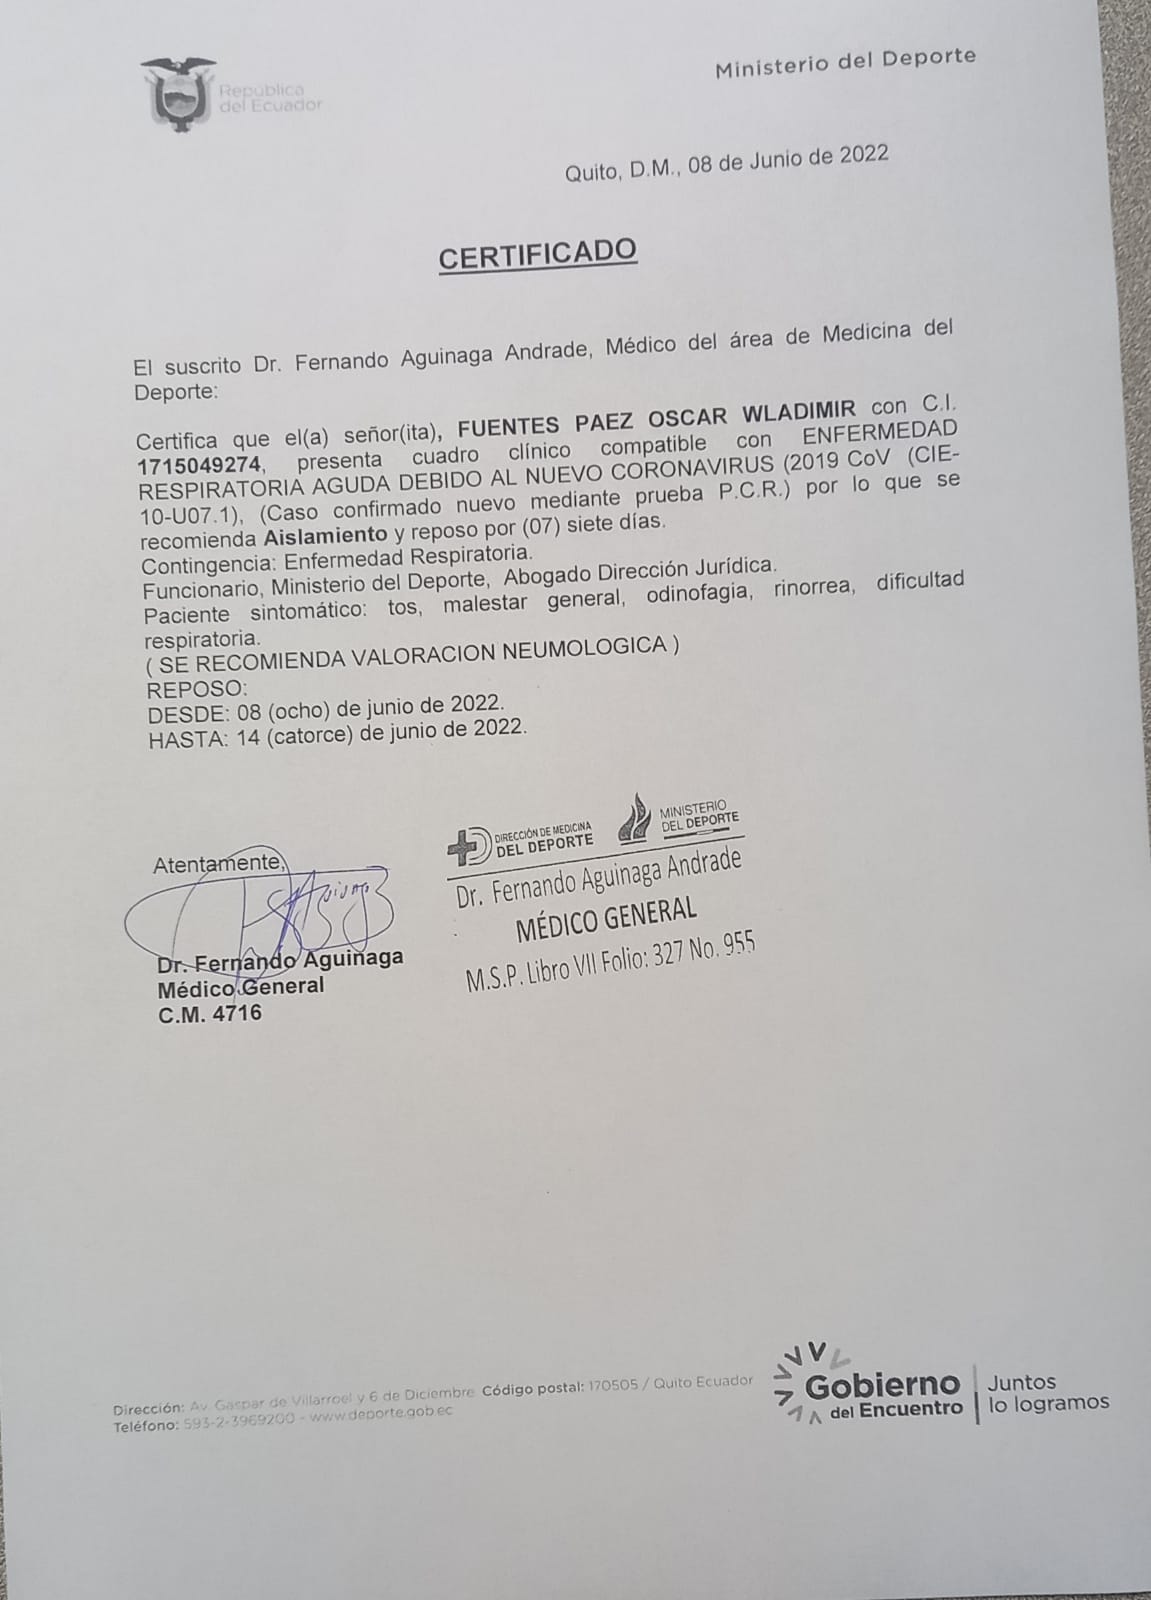 República
del Ecuador
Ministerio del Deporte
Quito, D.M., 08 de Junio de 2022
CERTIFICADO
El suscrito Dr. Fernando Aguinaga Andrade, Médico del área de Medicina del
Deporte:
Certifica que el(a) señor(ita), FUENTES PAEZ OSCAR WLADIMIR con C.I.
1715049274, presenta cuadro clínico compatible con ENFERMEDAD
RESPIRATORIA AGUDA DEBIDO AL NUEVO CORONAVIRUS (2019 CoV (CIE-
10-U07.1), (Caso confirmado nuevo mediante prueba P.C.R.) por lo que se
recomienda Aislamiento y reposo por (07) siete días.
Contingencia: Enfermedad Respiratoria.
Funcionario, Ministerio del Deporte, Abogado Dirección Jurídica.
Paciente sintomático: tos, malestar general, odinofagia, rinorrea, dificultad
respiratoria.
( SE RECOMIENDA VALORACION NEUMOLOGICA )
REPOSO:
DESDE: 08 (ocho) de junio de 2022.
HASTA: 14 (catorce) de junio de 2022.
Atentamente,
Dr. Fernando Aguinaga
Médico General
C.M. 4716
DIRECCIÓN DE MEDICINA
DEL DEPORTE
MINISTERIO
DEL DEPORTE
Dr. Fernando Aguinaga Andrade
MÉDICO GENERAL
M.S.P. Libro VII Folio: 327 No. 955
Dirección: Av. Gaspar de Villarroel y 6 de Diciembre. Código postal: 170505 / Quito Ecuador
Teléfono: 593-2-3969200 - www.deporte.gob.ec
Gobierno
del Encuentro
Juntos
lo logramos